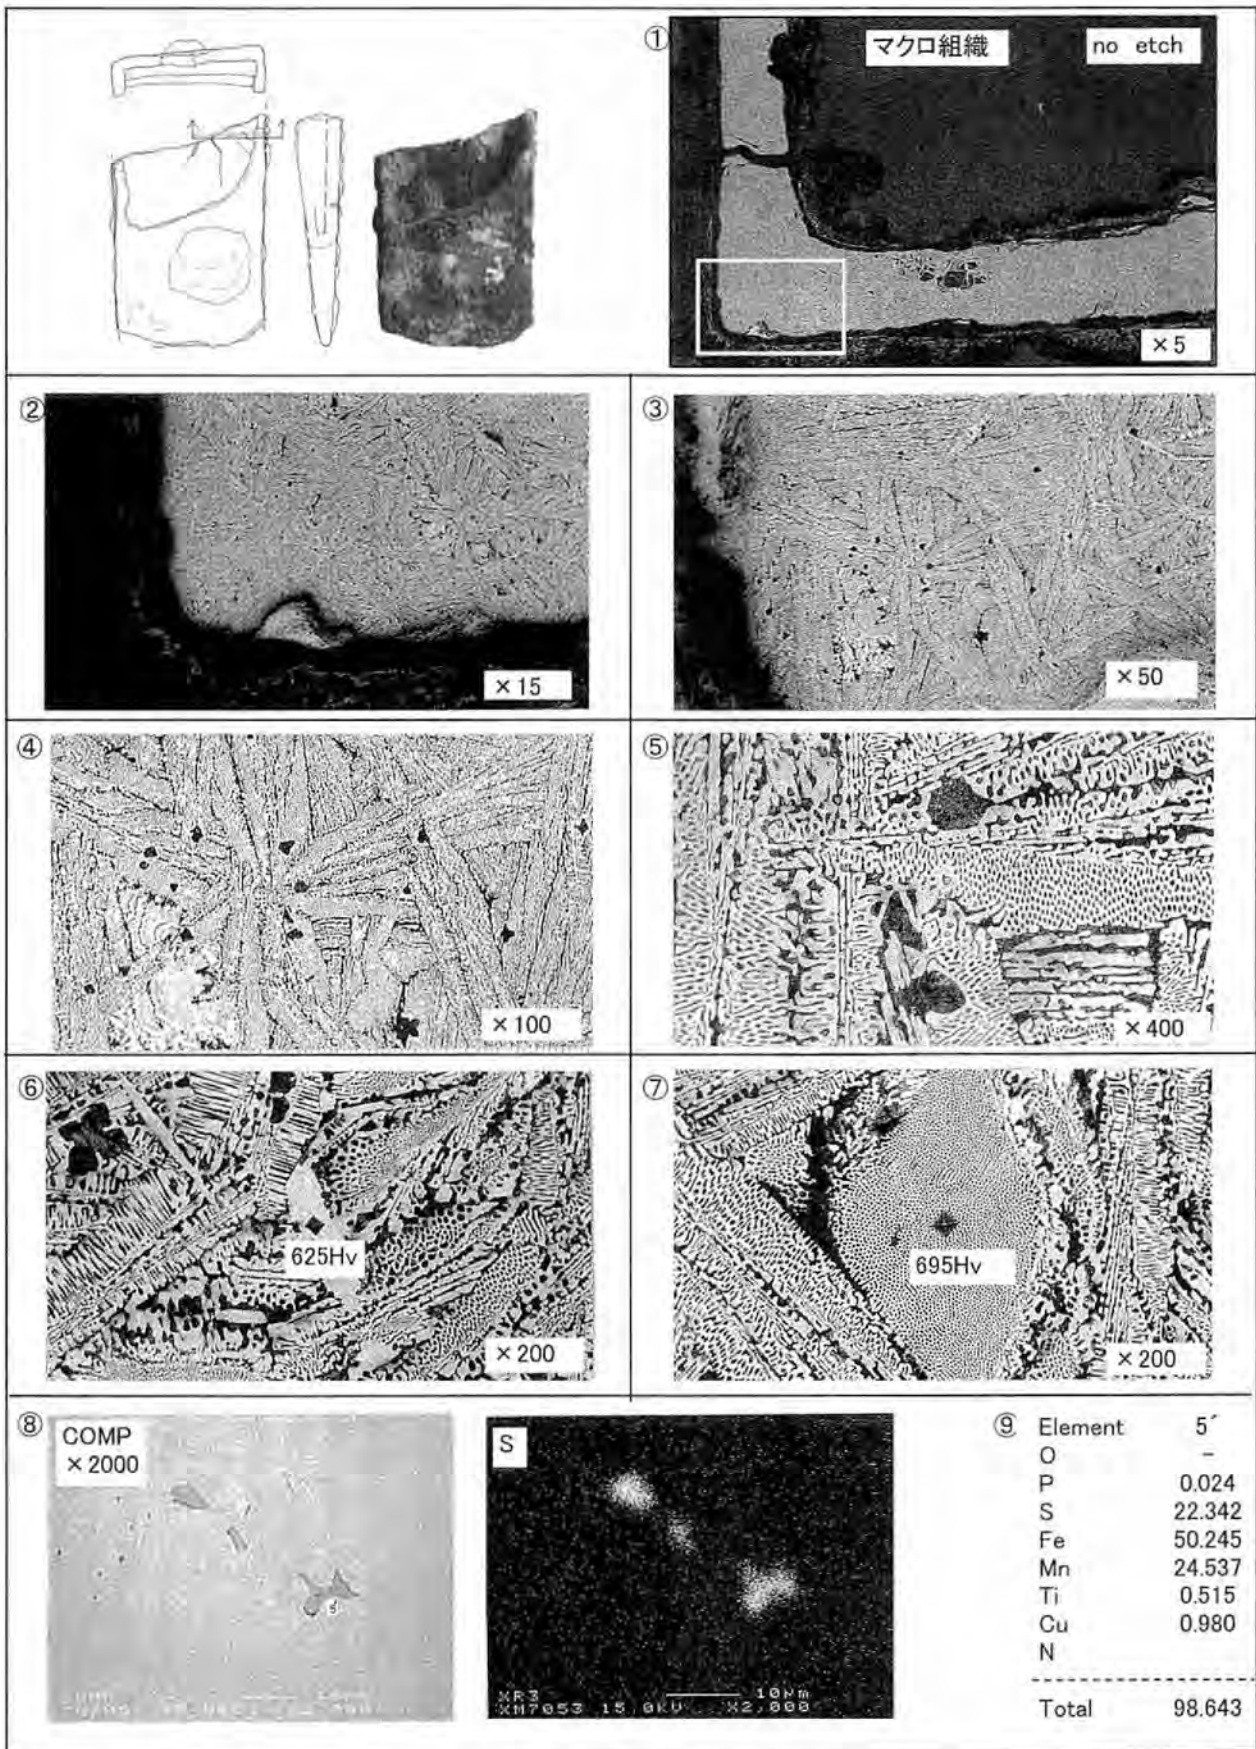 ①
マクロ組織
no etch
×5
②
×15
③
×50
④
×100
⑤
×400
⑥
625Hv
×200
⑦
695Hv
×200
⑧
COMP
×2000
5´
S
XR3 10μm
XM7053 15.0kV X2,000
⑨ Element 5´
O -
P 0.024
S 22.342
Fe 50.245
Mn 24.537
Ti 0.515
Cu 0.980
N
Total 98.643